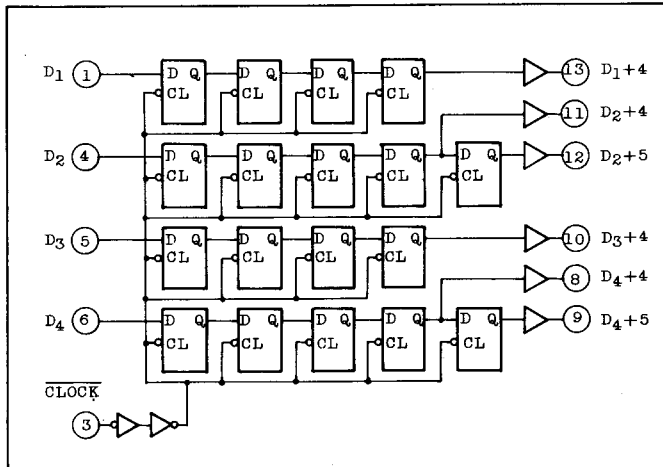 D1 1 D Q D Q D Q D Q 13 D1+4
CL CL CL CL
11 D2+4
D2 4 D Q D Q D Q D Q D Q 12 D2+5
CL CL CL CL CL
D3 5 D Q D Q D Q D Q 10 D3+4
CL CL CL CL
8 D4+4
D4 6 D Q D Q D Q D Q D Q 9 D4+5
CL CL CL CL CL
CLOCK
3